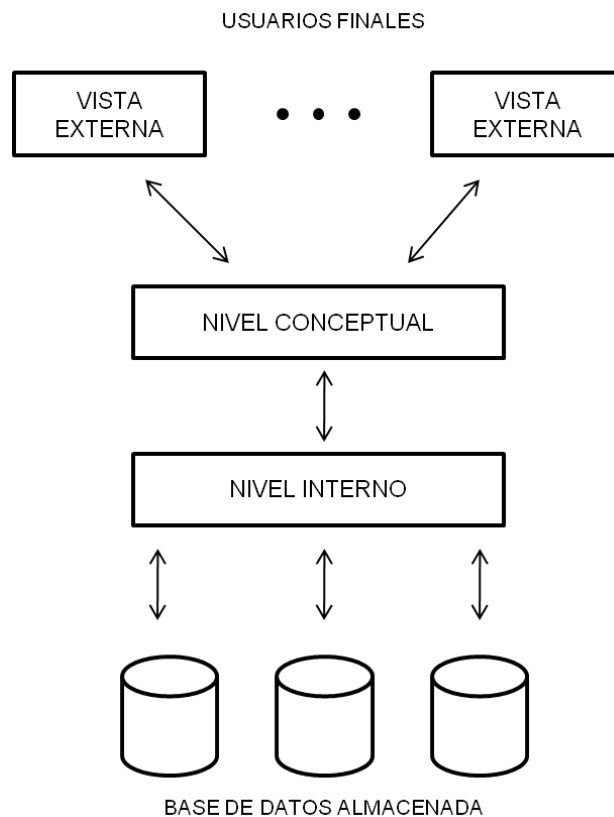 USUARIOS FINALES
VISTA
EXTERNA
VISTA
EXTERNA
NIVEL CONCEPTUAL
NIVEL INTERNO
BASE DE DATOS ALMACENADA